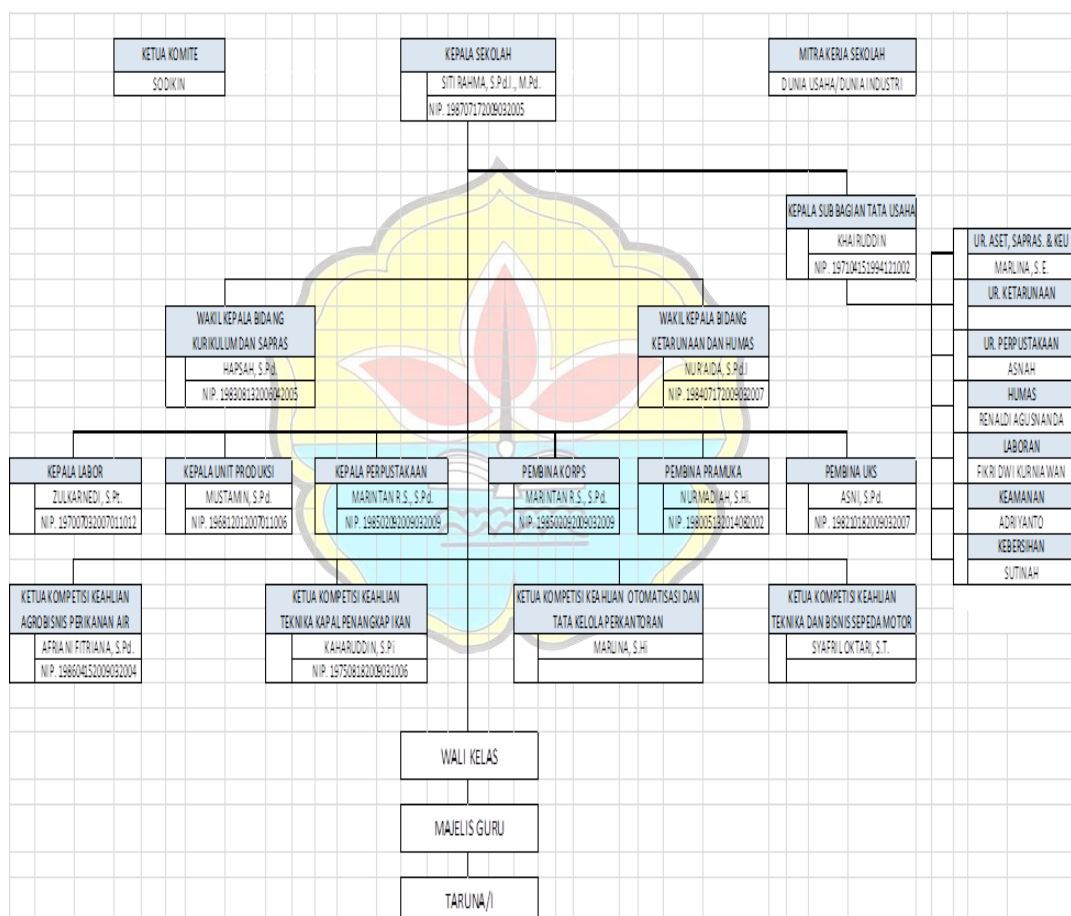 KETUA KOMITE
SODIKIN
KEPALA SEKOLAH
SITI RAHMA, S.Pd.I., M.Pd.
NIP. 198707172009032005
MITRA KERJA SEKOLAH
DUNIA USAHA/DUNIA INDUSTRI
KEPALA SUB BAGIAN TATA USAHA
KHAIRUDDIN
NIP. 197104151994121002
UR. ASET, SAPRAS. & KEU
MARLINA, S.E.
UR. KETARUNAAN
UR. PERPUSTAKAAN
ASNAH
HUMAS
RENALDI AGUSNANDA
LABORAN
FIKRI DWI KURNIAWAN
KEAMANAN
ADRIYANTO
KEBERSIHAN
SUTINAH
WAKIL KEPALA BIDANG
KURIKULUM DAN SAPRAS
HAPSAH, S.Pd.
NIP. 198308132006042005
WAKIL KEPALA BIDANG
KETARUNAAN DAN HUMAS
NUR'AIDA, S.Pd.I
NIP. 198407172009032007
KEPALA LABOR
ZULKARNEDI, S.Pt.
NIP. 197007032007011012
KEPALA UNIT PRODUKSI
MUSTAMIN, S.Pd.
NIP. 196812012007011006
KEPALA PERPUSTAKAAN
MARINTAN R.S., S.Pd.
NIP. 198502092009032009
PEMBINA KORPS
MARINTAN R.S., S.Pd.
NIP. 198502092009032009
PEMBINA PRAMUKA
NURMADIAH, S.Hi.
NIP. 198005132014082002
PEMBINA UKS
ASNI, S.Pd.
NIP. 198210182009032007
KETUA KOMPETISI KEAHLIAN
AGROBISNIS PERIKANAN AIR
AFRIANI FITRIANA, S.Pd.
NIP. 198604152009032004
KETUA KOMPETISI KEAHLIAN
TEKNIKA KAPAL PENANGKAP IKAN
KAHARUDDIN, S.Pi
NIP. 197508182009031006
KETUA KOMPETISI KEAHLIAN OTOMATISASI DAN
TATA KELOLA PERKANTORAN
MARLINA, S.Hi
KETUA KOMPETISI KEAHLIAN
TEKNIKA DAN BISNIS SEPEDA MOTOR
SYAFRIL OKTARI, S.T.
WALI KELAS
MAJELIS GURU
TARUNA/I